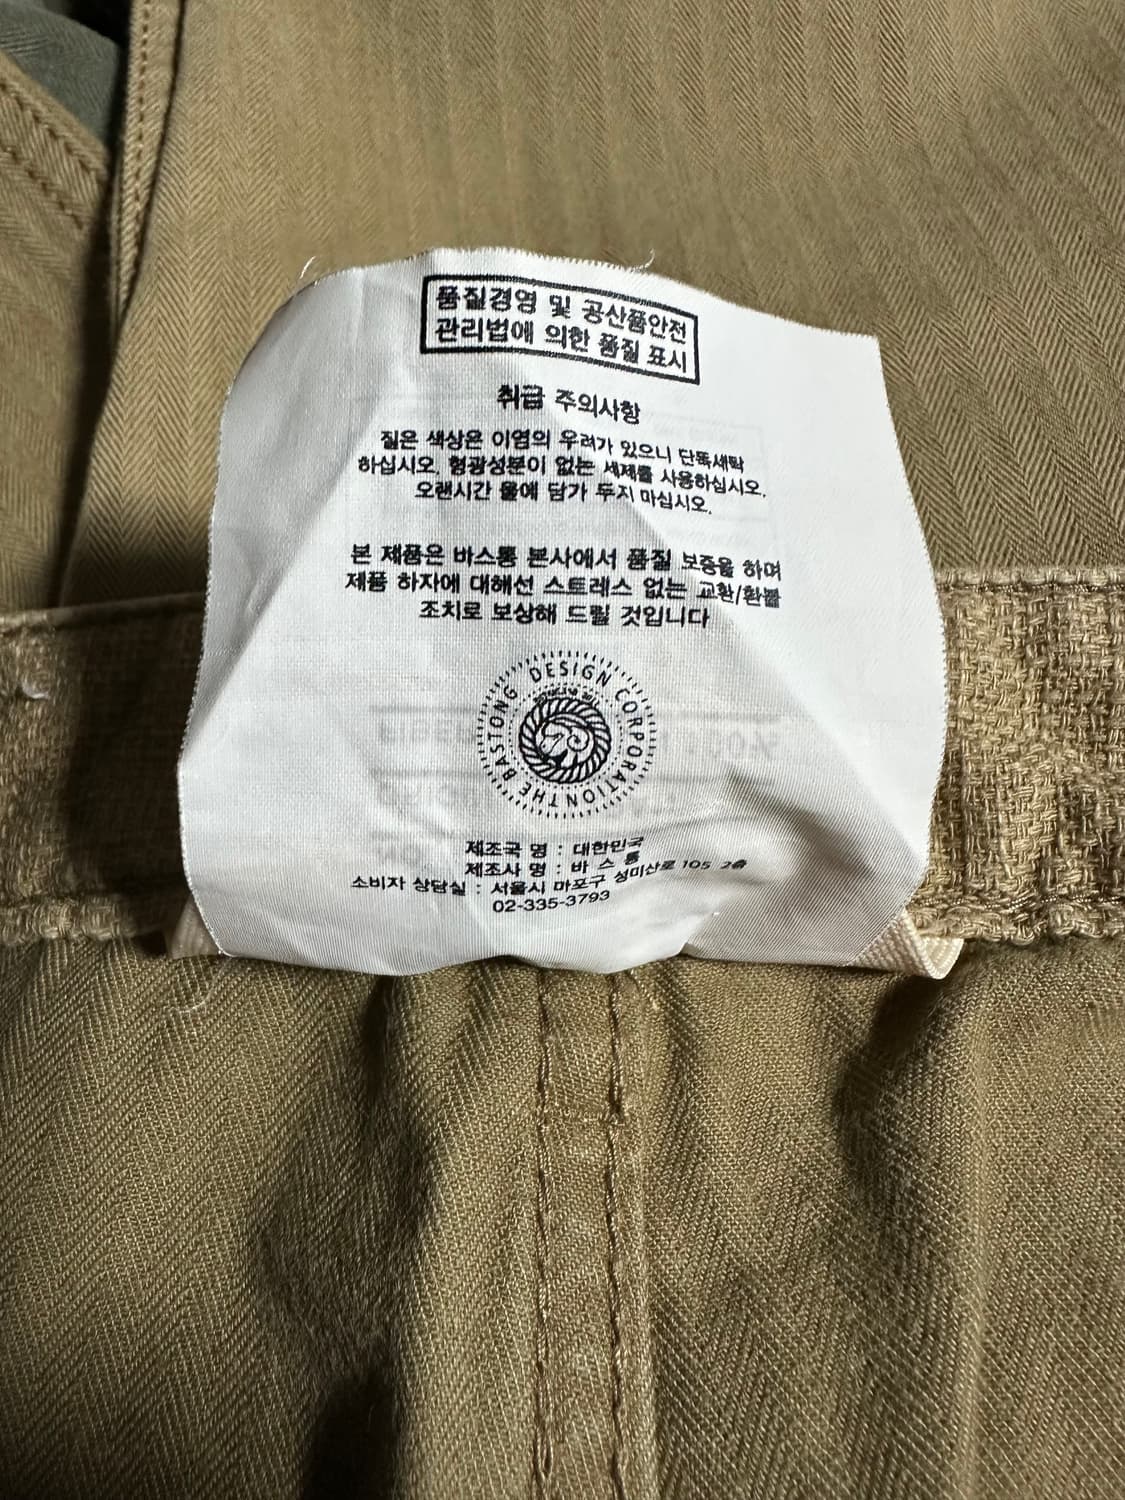 품질경영 및 공산품안전
관리법에 의한 품질 표시
취급 주의사항
짙은 색상은 이염의 우려가 있으니 단독세탁
하십시오. 형광성분이 없는 세제를 사용하십시오.
오랜시간 물에 담가 두지 마십시오.
본 제품은 바스통 본사에서 품질 보증을 하며
제품 하자에 대해선 스트레스 없는 교환/환불
조치로 보상해 드릴 것입니다
THE BASTONG DESIGN CORPORATION
제조국 명 : 대한민국
제조사 명 : 바 스 통
소비자 상담실 : 서울시 마포구 성미산로 105 2층
02-335-3793